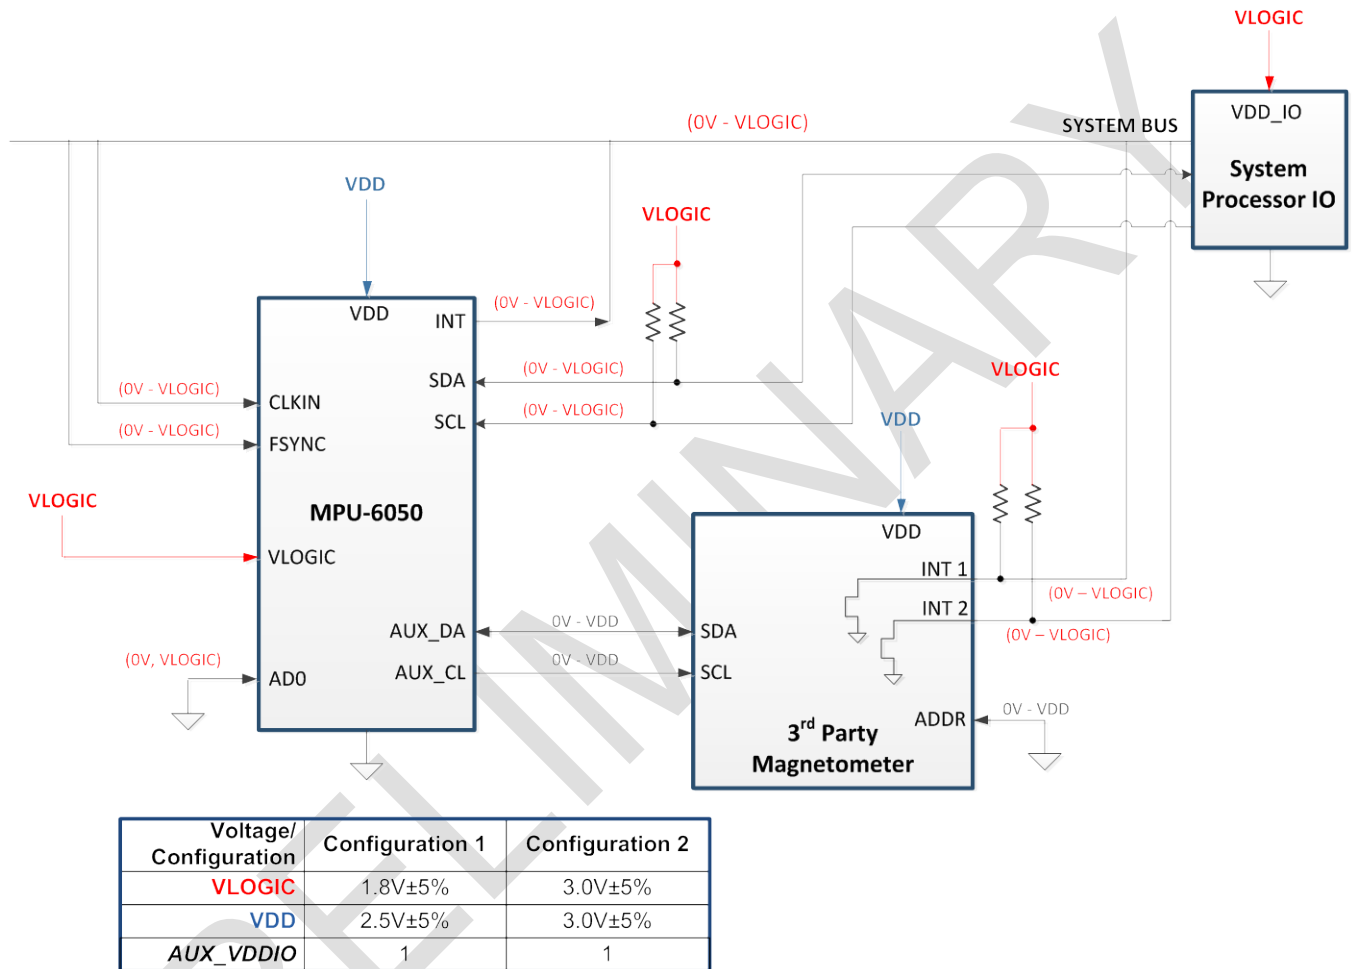 VLOGIC
VDD_IO
System
Processor IO
(0V - VLOGIC)
SYSTEM BUS
VDD
VLOGIC
VDD
INT
(0V - VLOGIC)
SDA
(0V - VLOGIC)
SCL
(0V - VLOGIC)
(0V - VLOGIC)
CLKIN
(0V - VLOGIC)
FSYNC
MPU-6050
VLOGIC
VLOGIC
AUX_DA
0V - VDD
AUX_CL
0V - VDD
(0V, VLOGIC)
AD0
VLOGIC
VDD
VDD
INT 1
(0V – VLOGIC)
INT 2
(0V – VLOGIC)
SDA
SCL
ADDR
0V - VDD
3rd Party
Magnetometer
Voltage/
Configuration
Configuration 1
Configuration 2
VLOGIC 1.8V±5% 3.0V±5%
VDD 2.5V±5% 3.0V±5%
AUX_VDDIO 1 1
PRELIMINARY